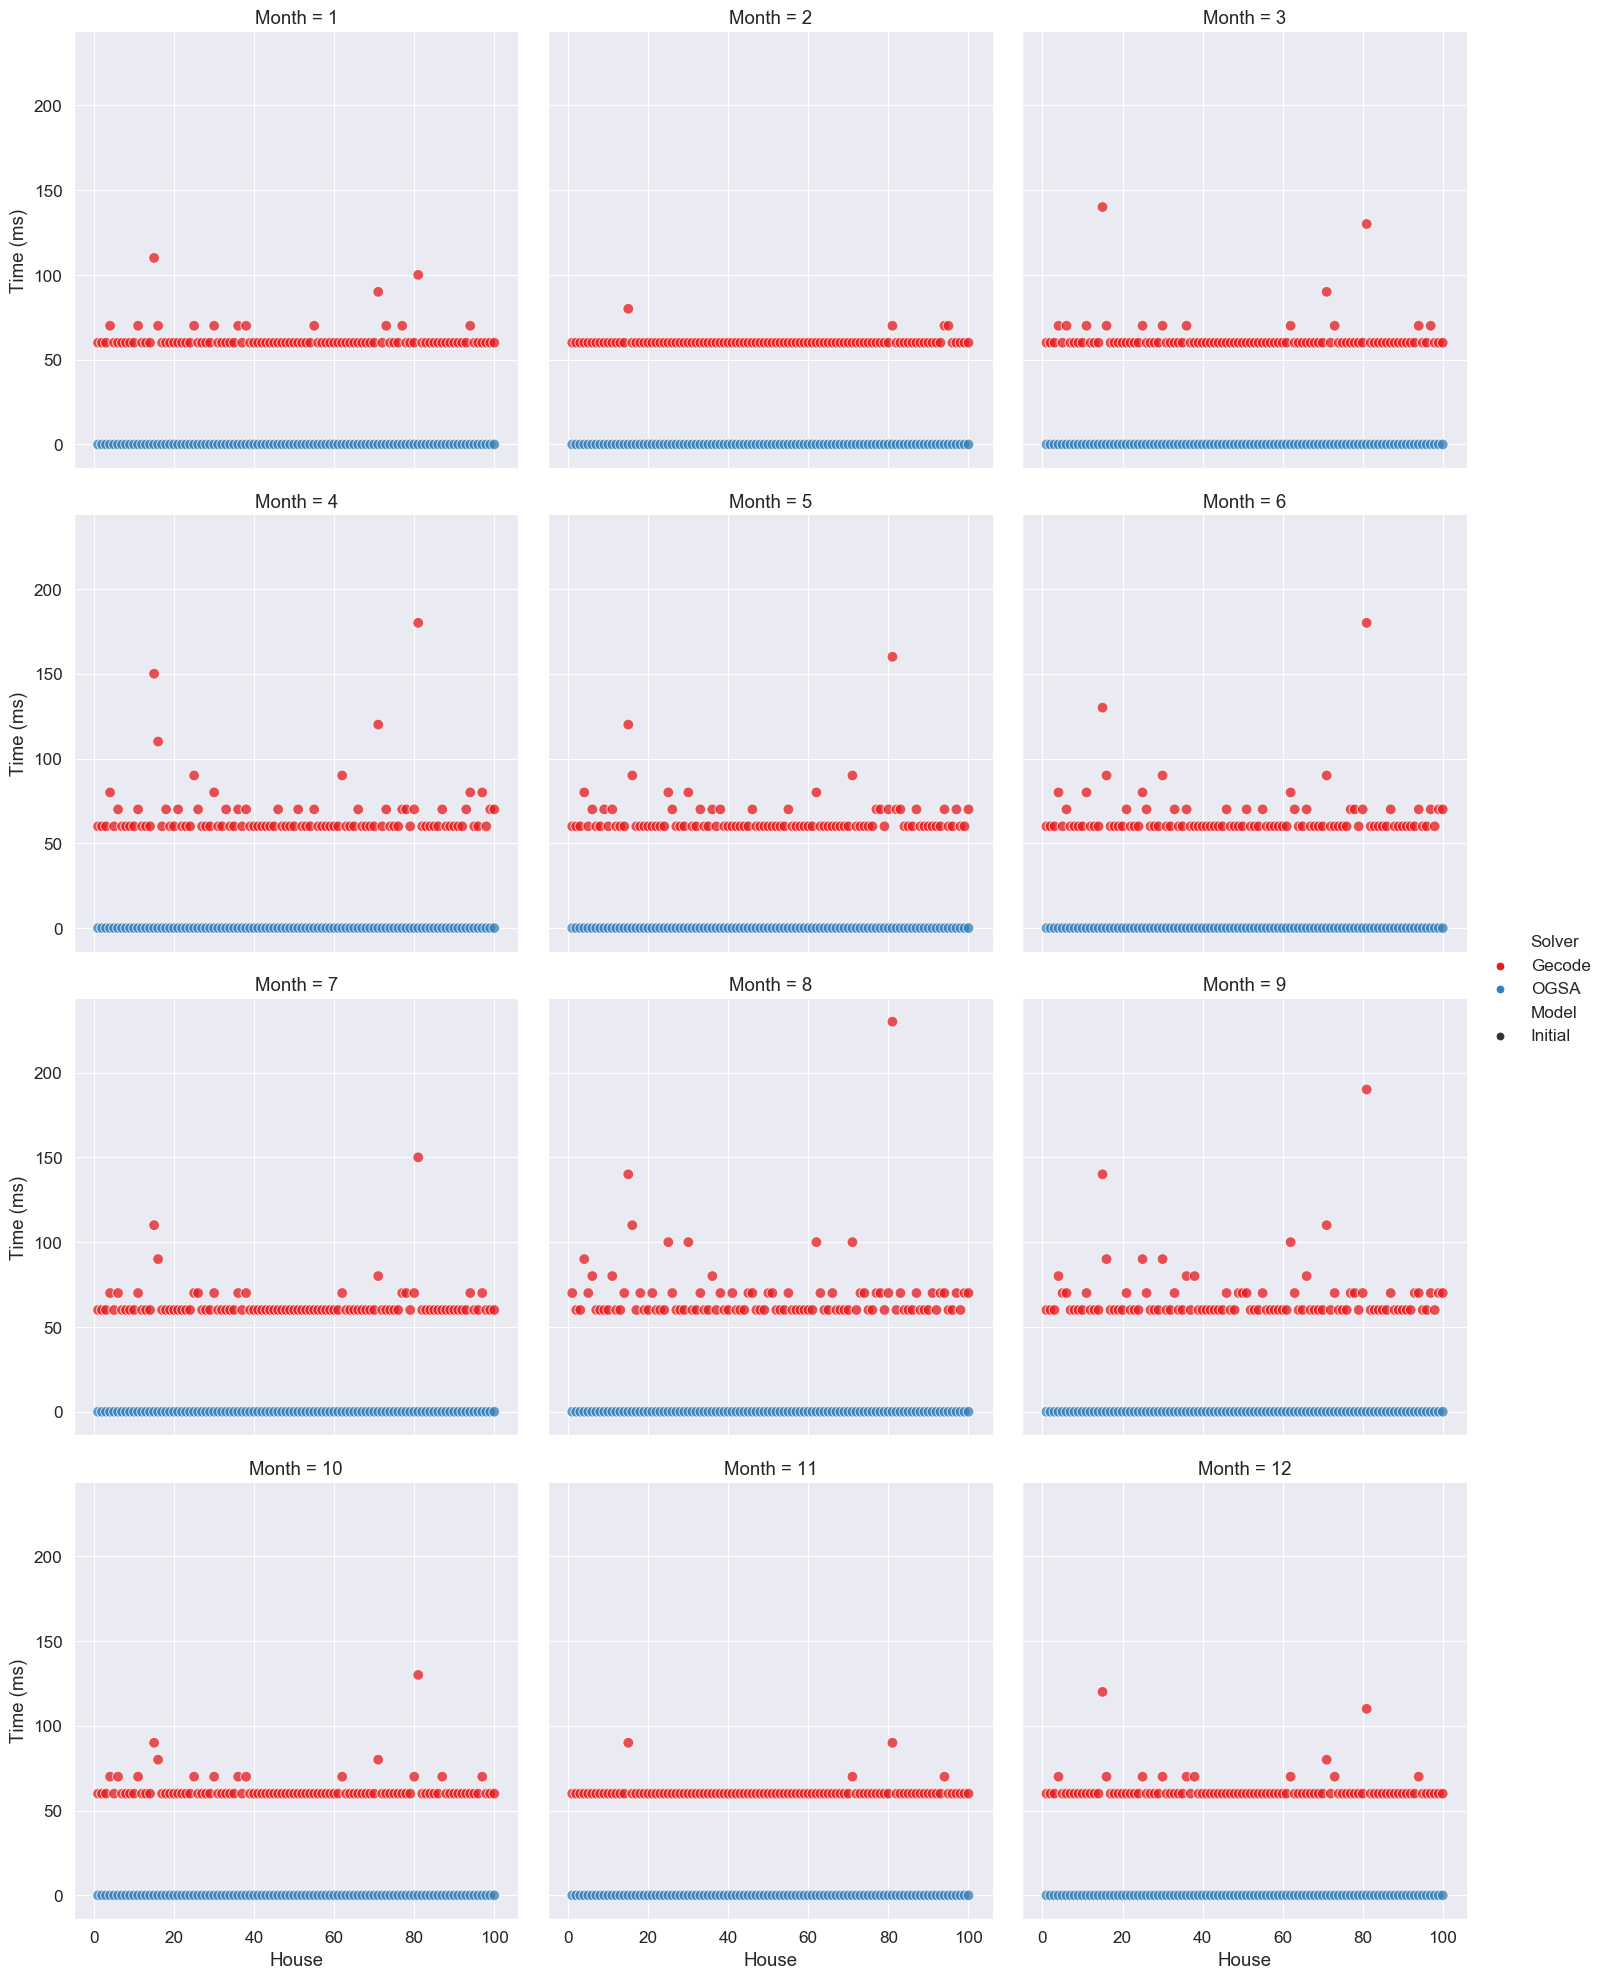 Month = 1
Month = 2
Month = 3
Time (ms)
200
150
100
50
0
Month = 4
Month = 5
Month = 6
Time (ms)
200
150
100
50
0
Solver
Gecode
OGSA
Model
Initial
Month = 7
Month = 8
Month = 9
Time (ms)
200
150
100
50
0
Month = 10
Month = 11
Month = 12
Time (ms)
200
150
100
50
0
0 20 40 60 80 100
0 20 40 60 80 100
0 20 40 60 80 100
House
House
House